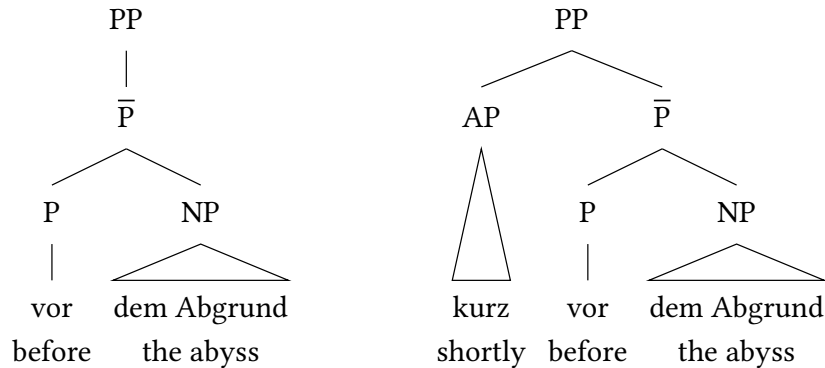 PP PP
P̅ AP P̅
P NP P NP
vor dem Abgrund kurz vor dem Abgrund
before the abyss shortly before the abyss